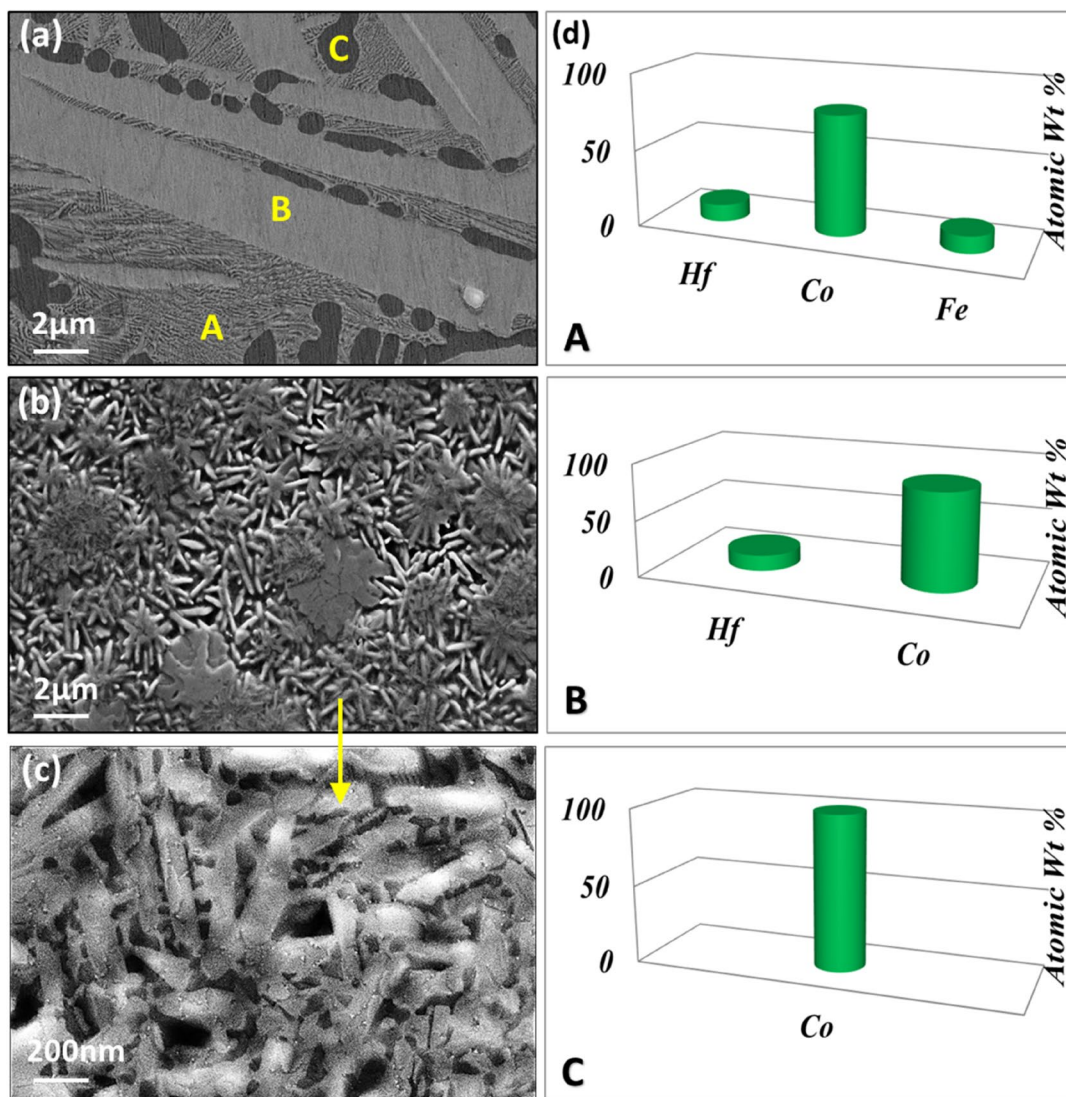 (a)
C
B
A
2μm
(b)
2μm
(c)
200nm
(d)
100
50
0
Hf
Co
Fe
Atomic Wt %
A
100
50
0
Hf
Co
Atomic Wt %
B
100
50
0
Co
Atomic Wt %
C